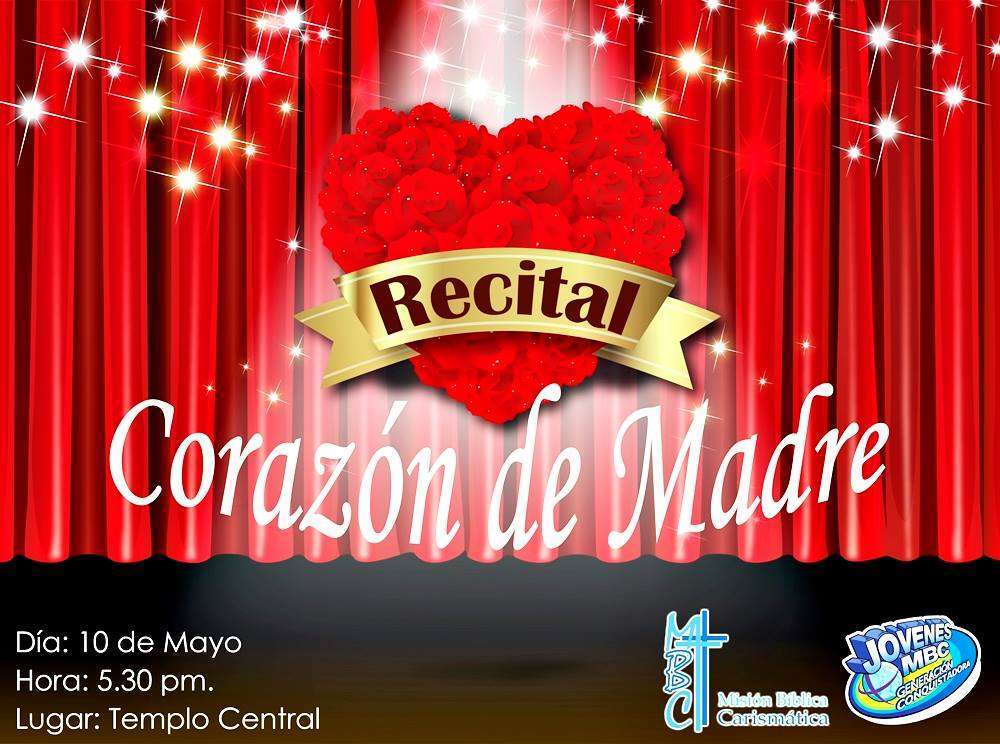 Recital
Corazón de Madre
Día: 10 de Mayo
Hora: 5.30 pm.
Lugar: Templo Central
MBC
Misión Bíblica
Carismática
JOVENES
MBC
GENERACIÓN
CONQUISTADORA